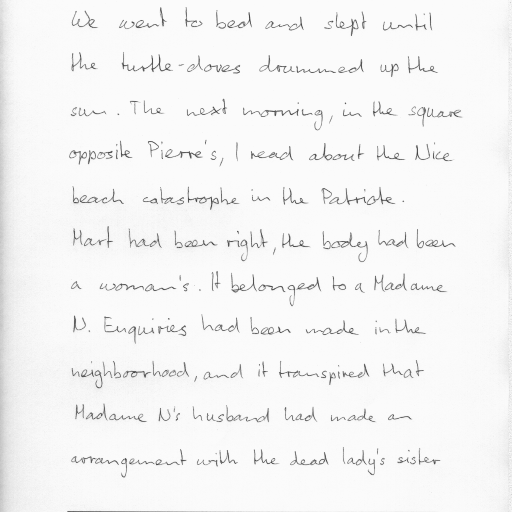 We went to bed and slept until
the turtle-doves drummed up the
sun. The next morning, in the square
opposite Pierre's, I read about the Nice
beach catastrophe in the Patriote.
Mart had been right, the body had been
a woman's. It belonged to a Madame
N. Enquiries had been made in the
neighbourhood, and it transpired that
Madame N's husband had made an
arrangement with the dead lady's sister